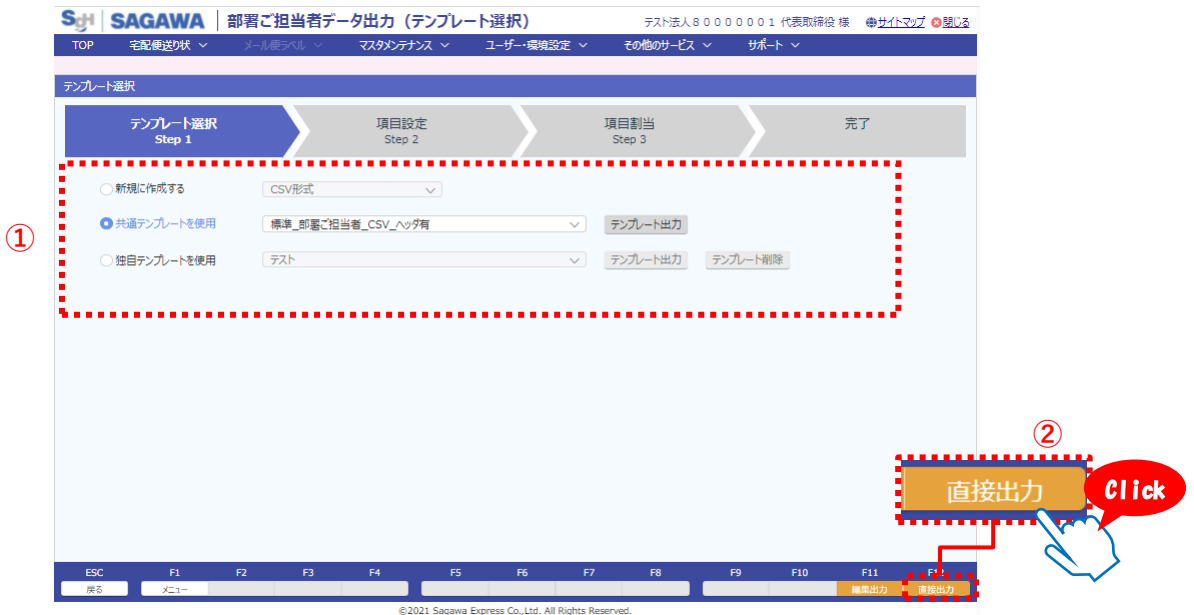 SGH SAGAWA 部署ご担当者データ出力（テンプレート選択） テスト法人８００００００１ 代表取締役 様 サイトマップ 閉じる
TOP 宅配便送り状 メール便ラベル マスタメンテナンス ユーザー・環境設定 その他のサービス サポート
テンプレート選択
テンプレート選択 項目設定 項目割当 完了
Step 1 Step 2 Step 3
新規に作成する CSV形式
① 共通テンプレートを使用 標準_部署ご担当者_CSV_ヘッダ有 テンプレート出力
独自テンプレートを使用 テスト テンプレート出力 テンプレート削除
②
直接出力 Click
ESC F1 F2 F3 F4 F5 F6 F7 F8 F9 F10 F11 F12
戻る メニュー 編集出力 直接出力
©2021 Sagawa Express Co.,Ltd. All Rights Reserved.